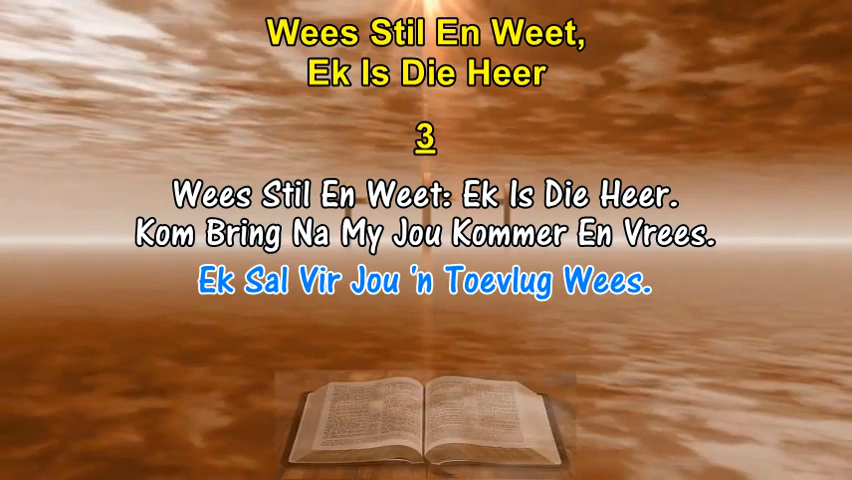 Wees Stil En Weet,
Ek Is Die Heer
3
Wees Stil En Weet: Ek Is Die Heer.
Kom Bring Na My Jou Kommer En Vrees.
Ek Sal Vir Jou 'n Toevlug Wees.